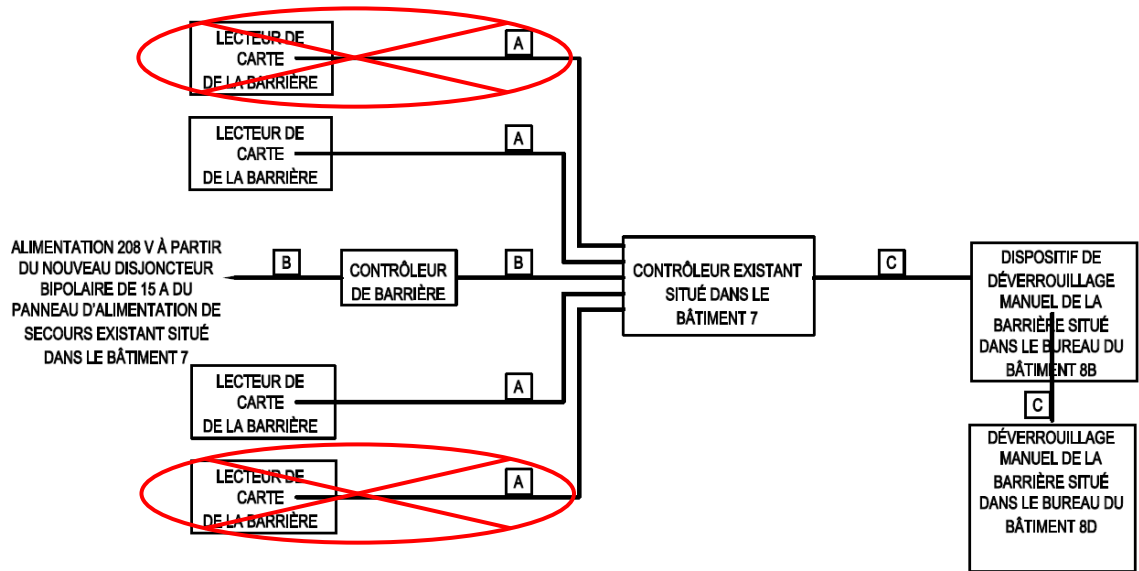 LECTEUR DE
CARTE
DE LA BARRIÈRE
A
LECTEUR DE
CARTE
DE LA BARRIÈRE
A
ALIMENTATION 208 V À PARTIR
DU NOUVEAU DISJONCTEUR
BIPOLAIRE DE 15 A DU
PANNEAU D'ALIMENTATION DE
SECOURS EXISTANT SITUÉ
DANS LE BÂTIMENT 7
B
CONTRÔLEUR
DE BARRIÈRE
B
CONTRÔLEUR EXISTANT
SITUÉ DANS LE
BÂTIMENT 7
C
DISPOSITIF DE
DÉVERROUILLAGE
MANUEL DE LA
BARRIÈRE SITUÉ
DANS LE BUREAU DU
BÂTIMENT 8B
C
DÉVERROUILLAGE
MANUEL DE LA
BARRIÈRE SITUÉ
DANS LE BUREAU DU
BÂTIMENT 8D
LECTEUR DE
CARTE
DE LA BARRIÈRE
A
LECTEUR DE
CARTE
DE LA BARRIÈRE
A